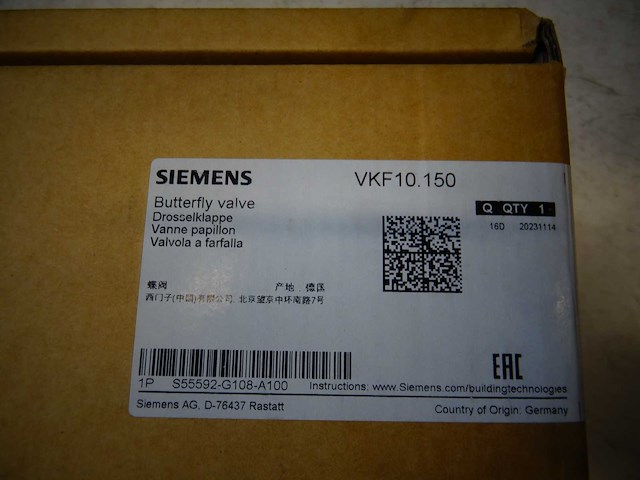 SIEMENS
VKF10.150
Butterfly valve
Drosselklappe
Vanne papillon
Valvola a farfalla
Q QTY 1
16D 20231114
蝶阀 产地: 德国
西门子(中国)有限公司, 北京望京中环南路7号
EAC
1P S55592-G108-A100
Instructions: www.Siemens.com/buildingtechnologies
Siemens AG, D-76437 Rastatt
Country of Origin: Germany